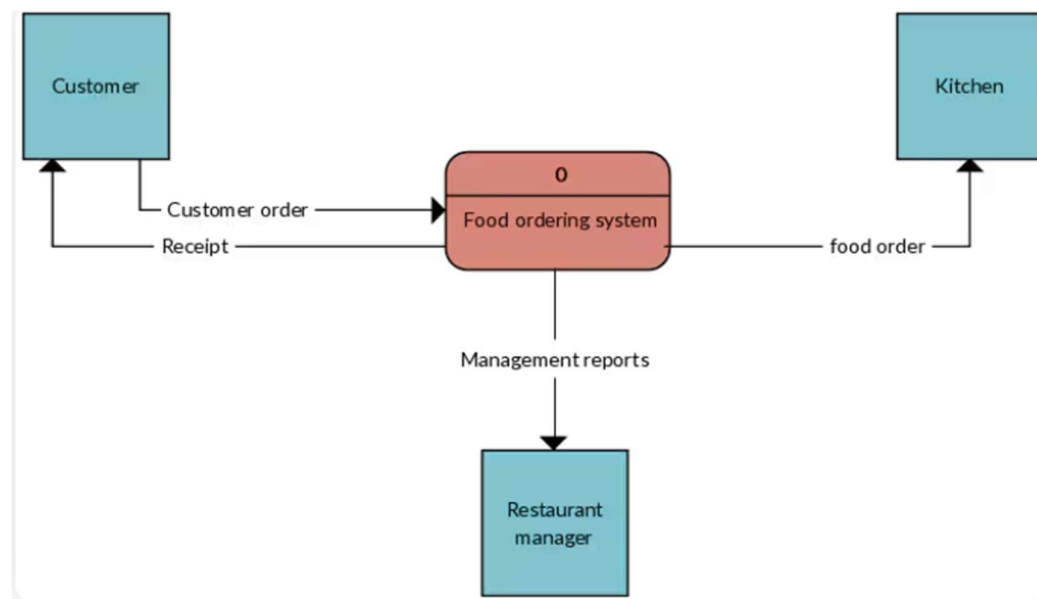 Customer
Kitchen
0
Food ordering system
Customer order
Receipt
food order
Management reports
Restaurant
manager